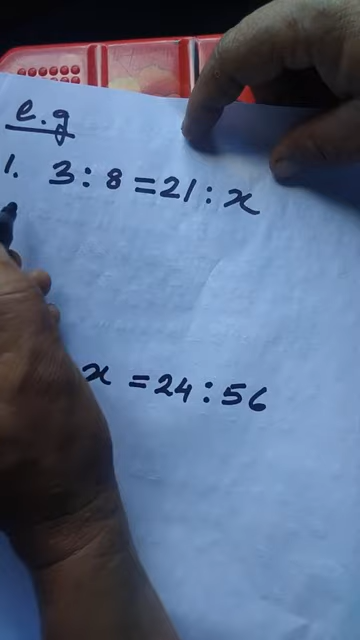 e.g
1. 3 : 8 = 21 : x
x = 24 : 56